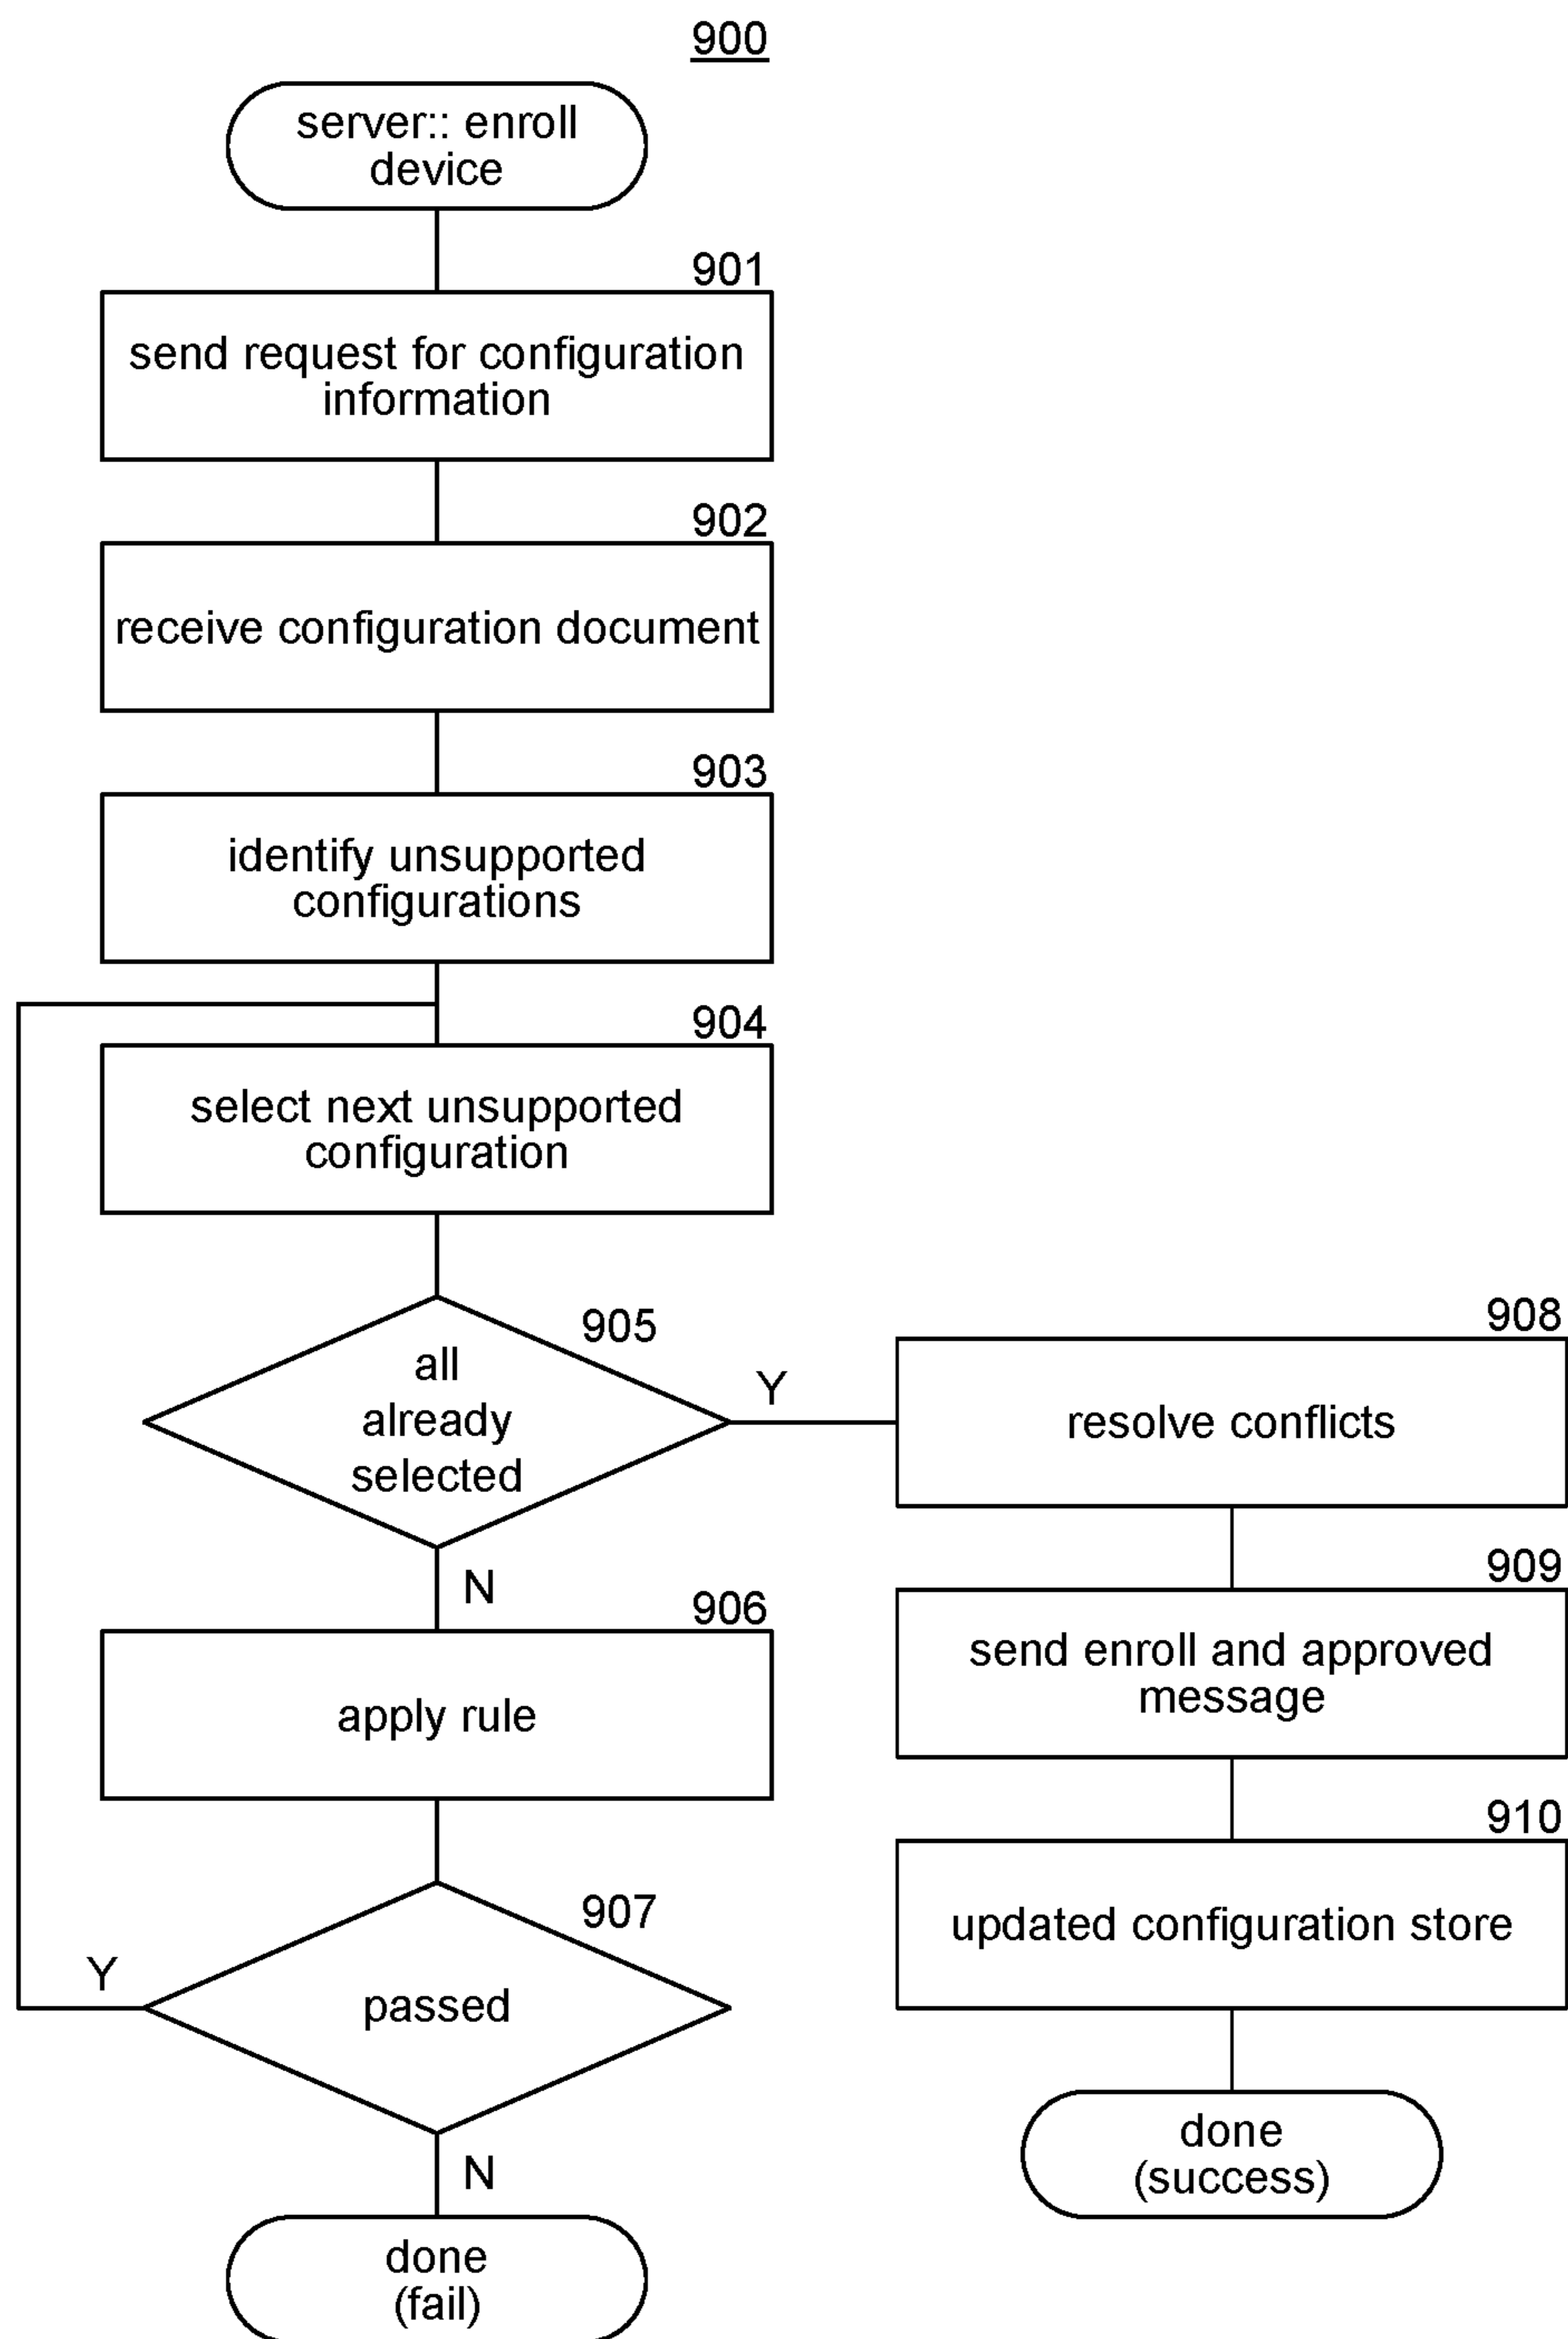 900
server:: enroll
device
901
send request for configuration
information
902
receive configuration document
903
identify unsupported
configurations
904
select next unsupported
configuration
905
all
already
selected
Y
N
906
apply rule
907
passed
Y
N
done
(fail)
908
resolve conflicts
909
send enroll and approved
message
910
updated configuration store
done
(success)